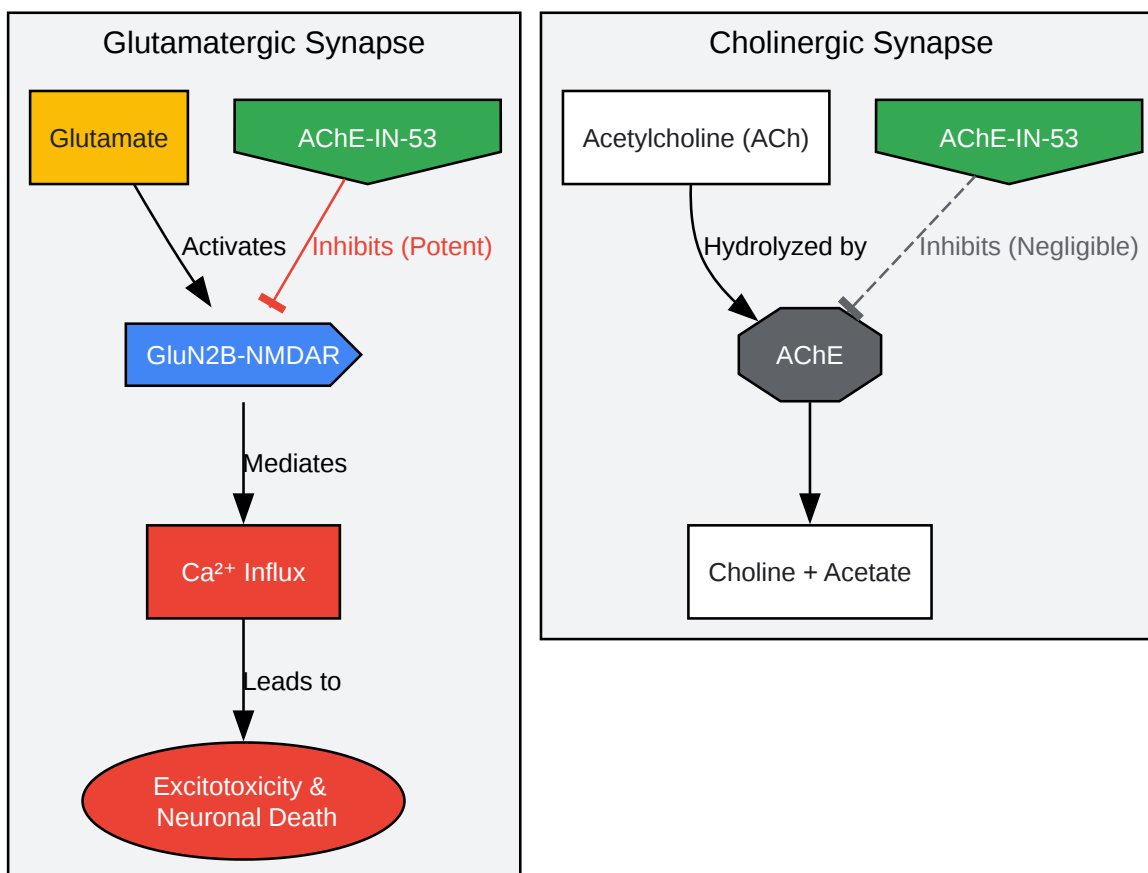 Glutamatergic Synapse
Glutamate
AChE-IN-53
Activates
Inhibits (Potent)
GluN2B-NMDAR
Mediates
Ca²⁺ Influx
Leads to
Excitotoxicity &
Neuronal Death
Cholinergic Synapse
Acetylcholine (ACh)
AChE-IN-53
Hydrolyzed by
Inhibits (Negligible)
AChE
Choline + Acetate